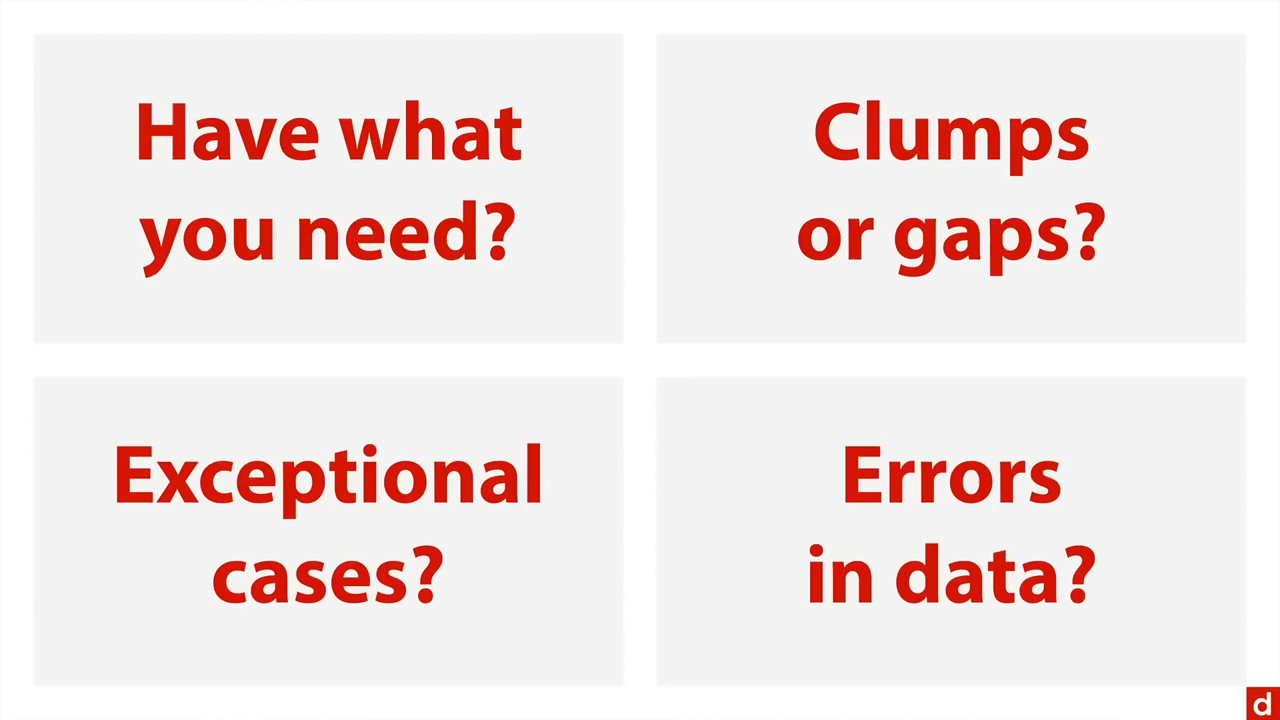 Have what
you need?
Clumps
or gaps?
Exceptional
cases?
Errors
in data?
d